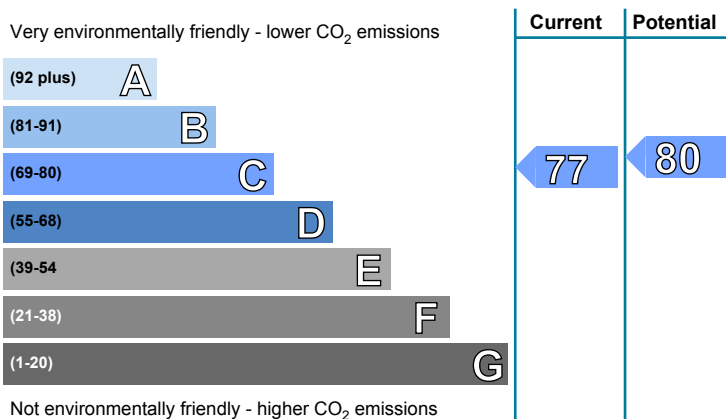 Current Potential
Very environmentally friendly - lower CO2 emissions
(92 plus) A
(81-91) B
(69-80) C 77 80
(55-68) D
(39-54 E
(21-38) F
(1-20) G
Not environmentally friendly - higher CO2 emissions